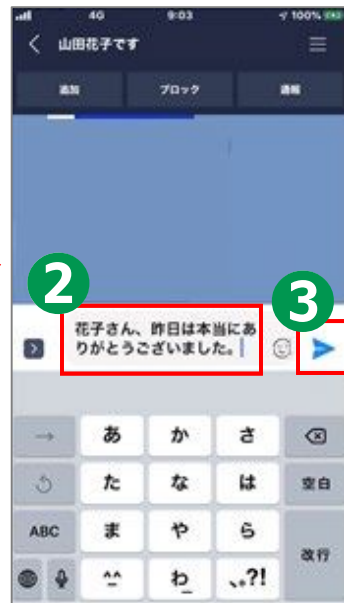 4G 9:03 100%
山田花子です
追加 ブロック 通報
2
3
花子さん、昨日は本当にあ
りがとうございました。
→ あ か さ
た な は 空白
ABC ま や ら 改行
^^ わ 、。?!